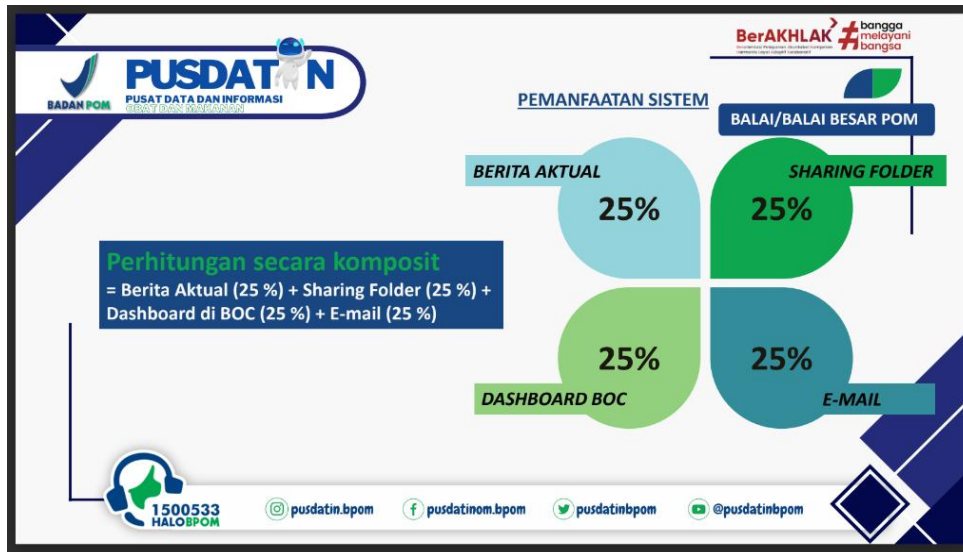 BADAN POM
PUSDATIN
PUSAT DATA DAN INFORMASI
OBAT DAN MAKANAN
BerAKHLAK
#bangga
melayani
bangsa
PEMANFAATAN SISTEM
BALAI/BALAI BESAR POM
BERITA AKTUAL
25%
SHARING FOLDER
25%
Perhitungan secara komposit
= Berita Aktual (25 %) + Sharing Folder (25 %) +
Dashboard di BOC (25 %) + E-mail (25 %)
25%
DASHBOARD BOC
25%
E-MAIL
1500533
HALOBPOM
pusdatin.bpom
pusdatinom.bpom
pusdatinbpom
@pusdatinbpom